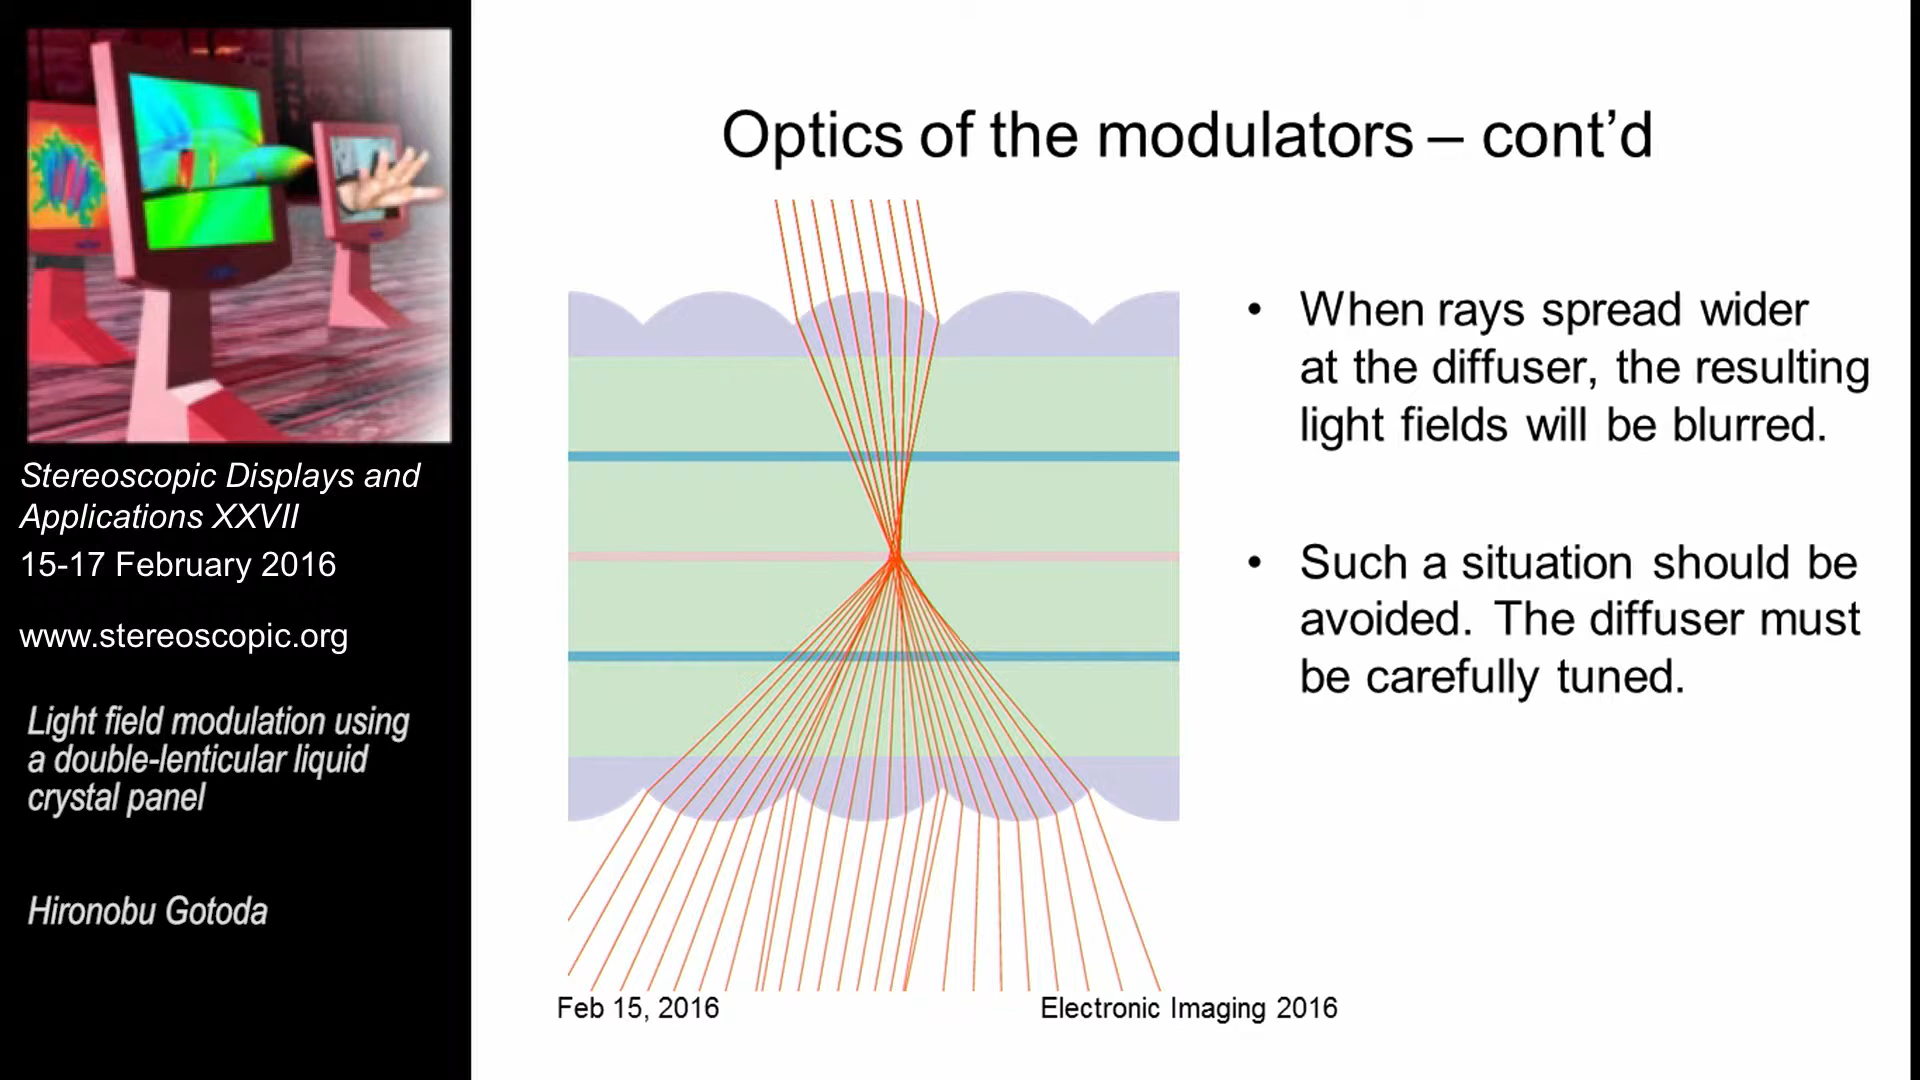 Stereoscopic Displays and
Applications XXVII
15-17 February 2016
www.stereoscopic.org
Light field modulation using
a double-lenticular liquid
crystal panel
Hironobu Gotoda
Optics of the modulators – cont’d
• When rays spread wider
at the diffuser, the resulting
light fields will be blurred.
• Such a situation should be
avoided. The diffuser must
be carefully tuned.
Feb 15, 2016
Electronic Imaging 2016